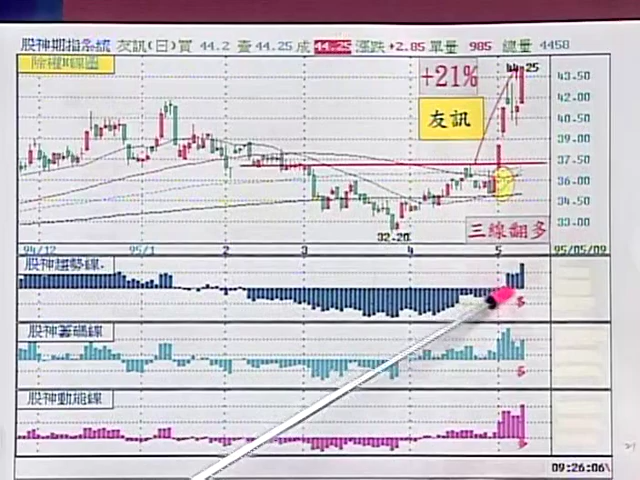 股神期指系統 友訊(日)買 44.2 賣 44.25 成 44.25 漲跌 +2.85 單量 985 總量 4458
除權K線圖
+21%
44.25
友訊
43.50
42.00
40.50
39.00
37.50
36.00
34.50
33.00
32.20
三線翻多
94/12 95/1 2 3 4 5 95/05/09
股神趨勢線
股神籌碼線
股神動能線
09:26:06